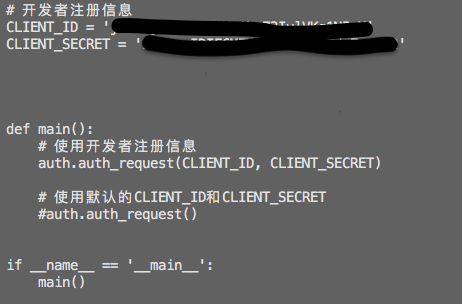 # 开发者注册信息
CLIENT_ID = '
CLIENT_SECRET = ' '
def main():
# 使用开发者注册信息
auth.auth_request(CLIENT_ID, CLIENT_SECRET)
# 使用默认的CLIENT_ID和CLIENT_SECRET
#auth.auth_request()
if __name__ == '__main__':
main()